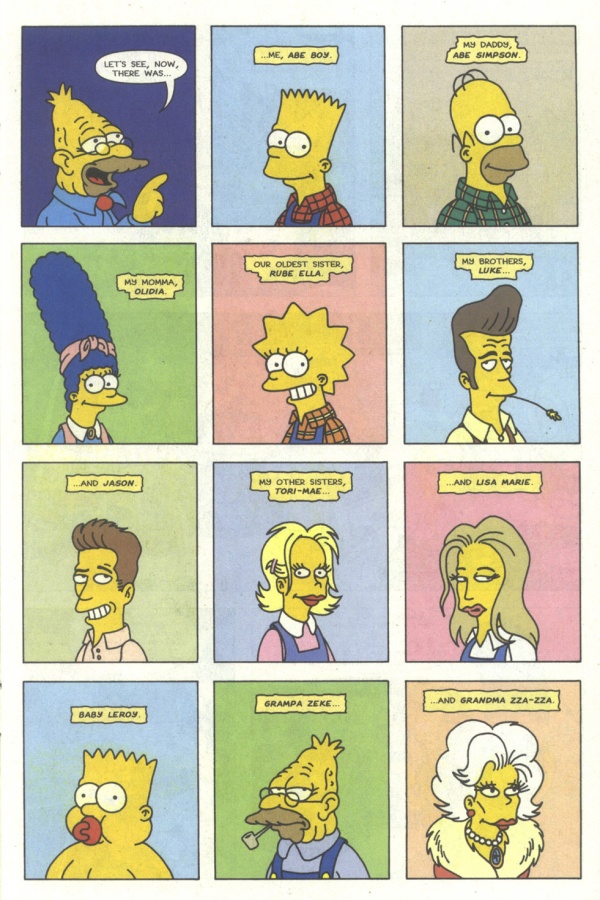 LET'S SEE, NOW,
THERE WAS...
...ME, ABE BOY.
MY DADDY,
ABE SIMPSON.
MY MOMMA,
OLIDIA.
OUR OLDEST SISTER,
RUBE ELLA.
MY BROTHERS,
LUKE...
...AND JASON.
MY OTHER SISTERS,
TORI-MAE...
...AND LISA MARIE.
BABY LEROY.
GRAMPA ZEKE...
...AND GRANDMA ZZA-ZZA.